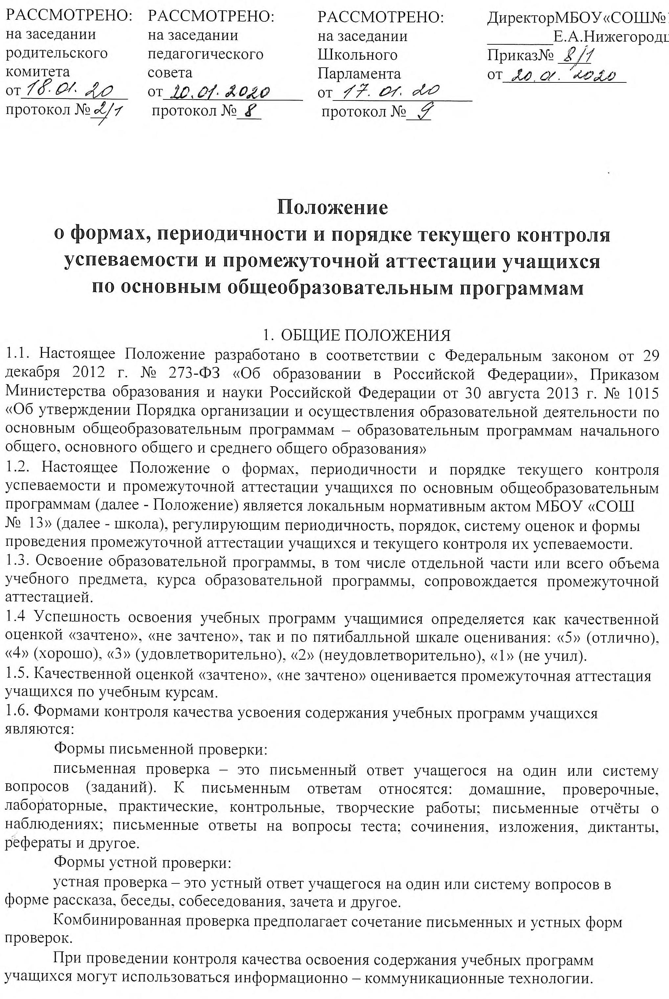 РАССМОТРЕНО:
на заседании
родительского
комитета
от 18.01.20
протокол № 2/1
РАССМОТРЕНО:
на заседании
педагогического
совета
от 20.01.2020
протокол № 8
РАССМОТРЕНО:
на заседании
Школьного
Парламента
от 17.01.20
протокол № 9
ДиректорМБОУ«СОШ№
Е.А.Нижегородц
Приказ№ 8/1
от 20.01.2020
Положение
о формах, периодичности и порядке текущего контроля
успеваемости и промежуточной аттестации учащихся
по основным общеобразовательным программам
1. ОБЩИЕ ПОЛОЖЕНИЯ
1.1. Настоящее Положение разработано в соответствии с Федеральным законом от 29
декабря 2012 г. № 273-ФЗ «Об образовании в Российской Федерации», Приказом
Министерства образования и науки Российской Федерации от 30 августа 2013 г. № 1015
«Об утверждении Порядка организации и осуществления образовательной деятельности по
основным общеобразовательным программам – образовательным программам начального
общего, основного общего и среднего общего образования»
1.2. Настоящее Положение о формах, периодичности и порядке текущего контроля
успеваемости и промежуточной аттестации учащихся по основным общеобразовательным
программам (далее - Положение) является локальным нормативным актом МБОУ «СОШ
№ 13» (далее - школа), регулирующим периодичность, порядок, систему оценок и формы
проведения промежуточной аттестации учащихся и текущего контроля их успеваемости.
1.3. Освоение образовательной программы, в том числе отдельной части или всего объема
учебного предмета, курса образовательной программы, сопровождается промежуточной
аттестацией.
1.4 Успешность освоения учебных программ учащимися определяется как качественной
оценкой «зачтено», «не зачтено», так и по пятибалльной шкале оценивания: «5» (отлично),
«4» (хорошо), «3» (удовлетворительно), «2» (неудовлетворительно), «1» (не учил).
1.5. Качественной оценкой «зачтено», «не зачтено» оценивается промежуточная аттестация
учащихся по учебным курсам.
1.6. Формами контроля качества усвоения содержания учебных программ учащихся
являются:
Формы письменной проверки:
письменная проверка – это письменный ответ учащегося на один или систему
вопросов (заданий). К письменным ответам относятся: домашние, проверочные,
лабораторные, практические, контрольные, творческие работы; письменные отчёты о
наблюдениях; письменные ответы на вопросы теста; сочинения, изложения, диктанты,
рефераты и другое.
Формы устной проверки:
устная проверка – это устный ответ учащегося на один или систему вопросов в
форме рассказа, беседы, собеседования, зачета и другое.
Комбинированная проверка предполагает сочетание письменных и устных форм
проверок.
При проведении контроля качества освоения содержания учебных программ
учащихся могут использоваться информационно – коммуникационные технологии.